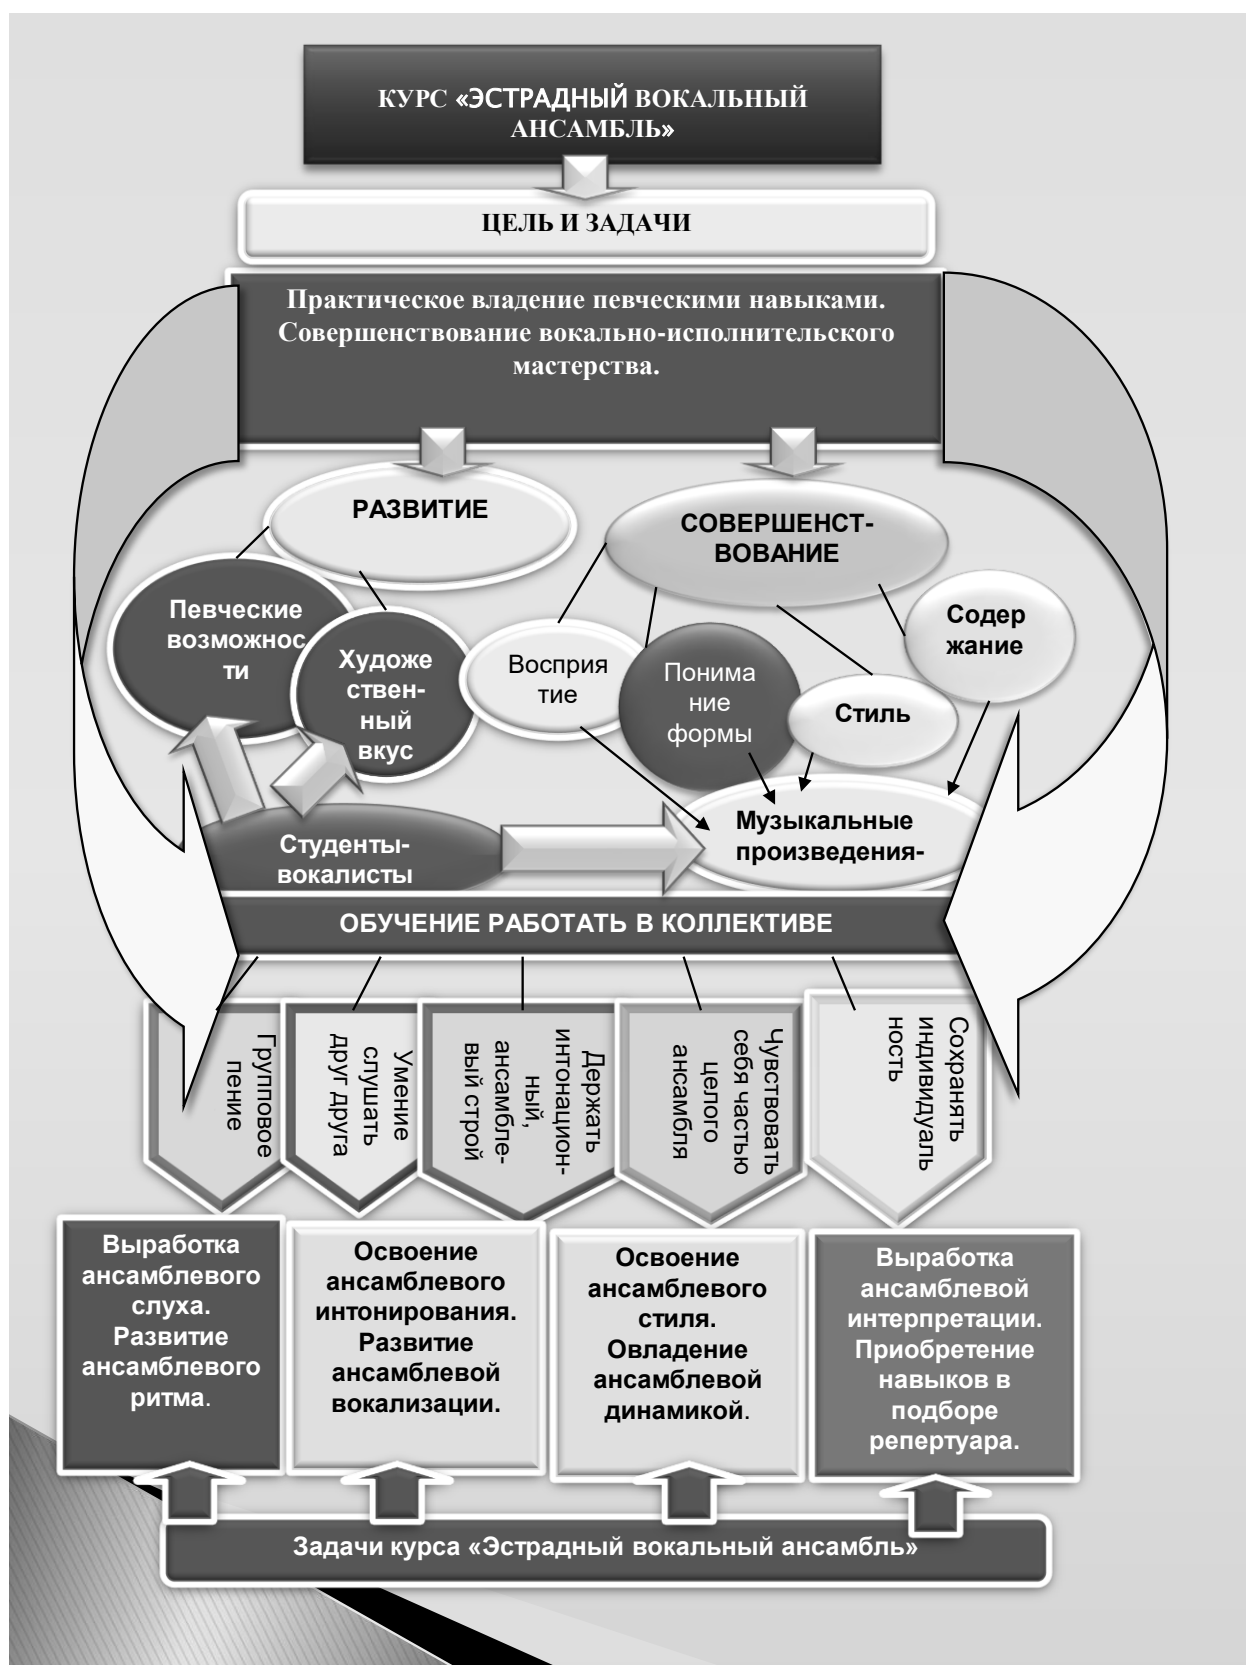 КУРС «ЭСТРАДНЫЙ ВОКАЛЬНЫЙ
АНСАМБЛЬ»
ЦЕЛЬ И ЗАДАЧИ
Практическое владение певческими навыками.
Совершенствование вокально-исполнительского
мастерства.
РАЗВИТИЕ
СОВЕРШЕНСТ-
ВОВАНИЕ
Певческие
возможнос
ти
Художе
ствен-
ный
вкус
Восприя
тие
Понима
ние
формы
Стиль
Содер
жание
Студенты-
вокалисты
Музыкальные
произведения-
ОБУЧЕНИЕ РАБОТАТЬ В КОЛЛЕКТИВЕ
Групповое
пение
Умение
слушать
друг друга
Держать
интонацион-
ный,
ансамбле-
вый строй
Чувствовать
себя частью
целого
ансамбля
Сохранять
индивидуаль
ность
Выработка
ансамблевого
слуха.
Развитие
ансамблевого
ритма.
Освоение
ансамблевого
интонирования.
Развитие
ансамблевой
вокализации.
Освоение
ансамблевого
стиля.
Овладение
ансамблевой
динамикой.
Выработка
ансамблевой
интерпретации.
Приобретение
навыков в
подборе
репертуара.
Задачи курса «Эстрадный вокальный ансамбль»